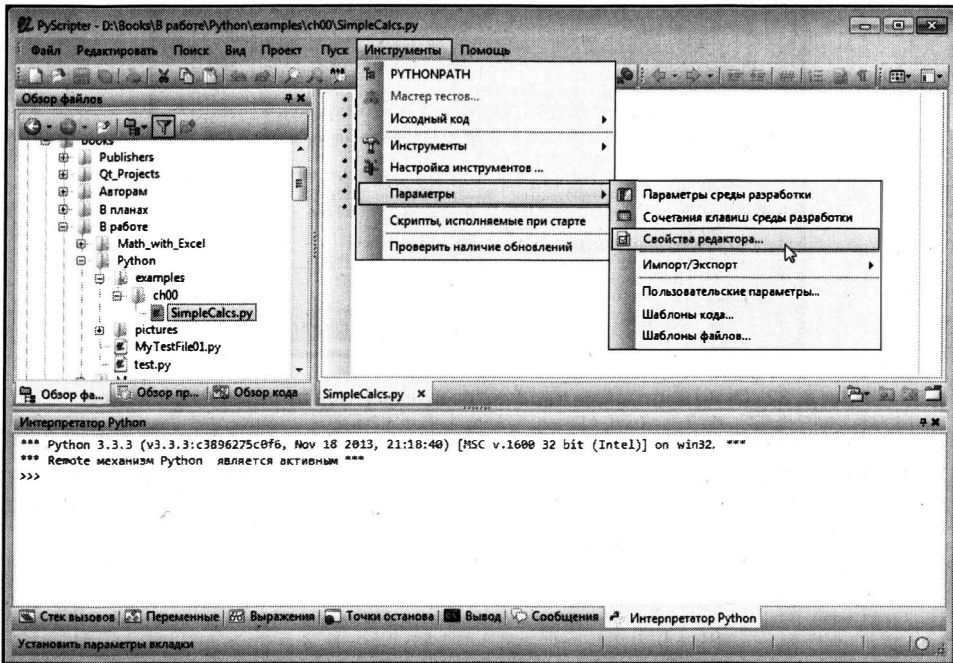 PyScripter - D:\Books\В работе\Python\examples\ch00\SimpleCalcs.py
Файл Редактировать Поиск Вид Проект Пуск Инструменты Помощь
Обзор файлов
Books
Publishers
Qt_Projects
Авторам
В планах
В работе
Math_with_Excel
Python
examples
ch00
SimpleCalcs.py
pictures
MyTestFile01.py
test.py
Обзор фа... Обзор пр... Обзор кода
PYTHONPATH
Мастер тестов...
Исходный код
Инструменты
Настройка инструментов ...
Параметры
Скрипты, исполняемые при старте
Проверить наличие обновлений
Параметры среды разработки
Сочетания клавиш среды разработки
Свойства редактора...
Импорт/Экспорт
Пользовательские параметры...
Шаблоны кода...
Шаблоны файлов...
SimpleCalcs.py x
Интерпретатор Python
*** Python 3.3.3 (v3.3.3:c3896275c0f6, Nov 18 2013, 21:18:40) [MSC v.1600 32 bit (Intel)] on win32. ***
*** Remote механизм Python является активным ***
>>>
Стек вызовов Переменные Выражения Точки останова Вывод Сообщения Интерпретатор Python
Установить параметры вкладки